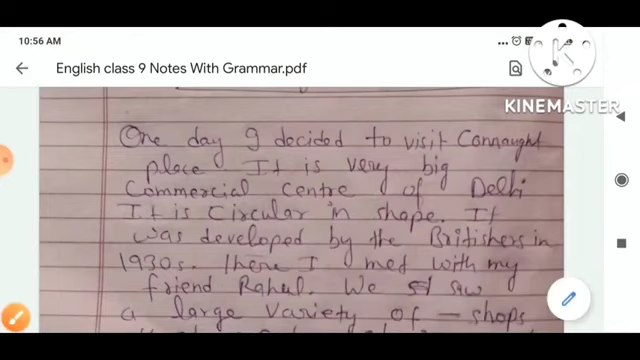 10:56 AM
KINEMASTER
English class 9 Notes With Grammar.pdf
One day I decided to visit Connaught
place. It is very big
Commercial centre of Delhi
It is Circular in shape. It
was developed by the Britishers in
1930s. There I med with my
friend Rahul. We saw
a large variety of — shops